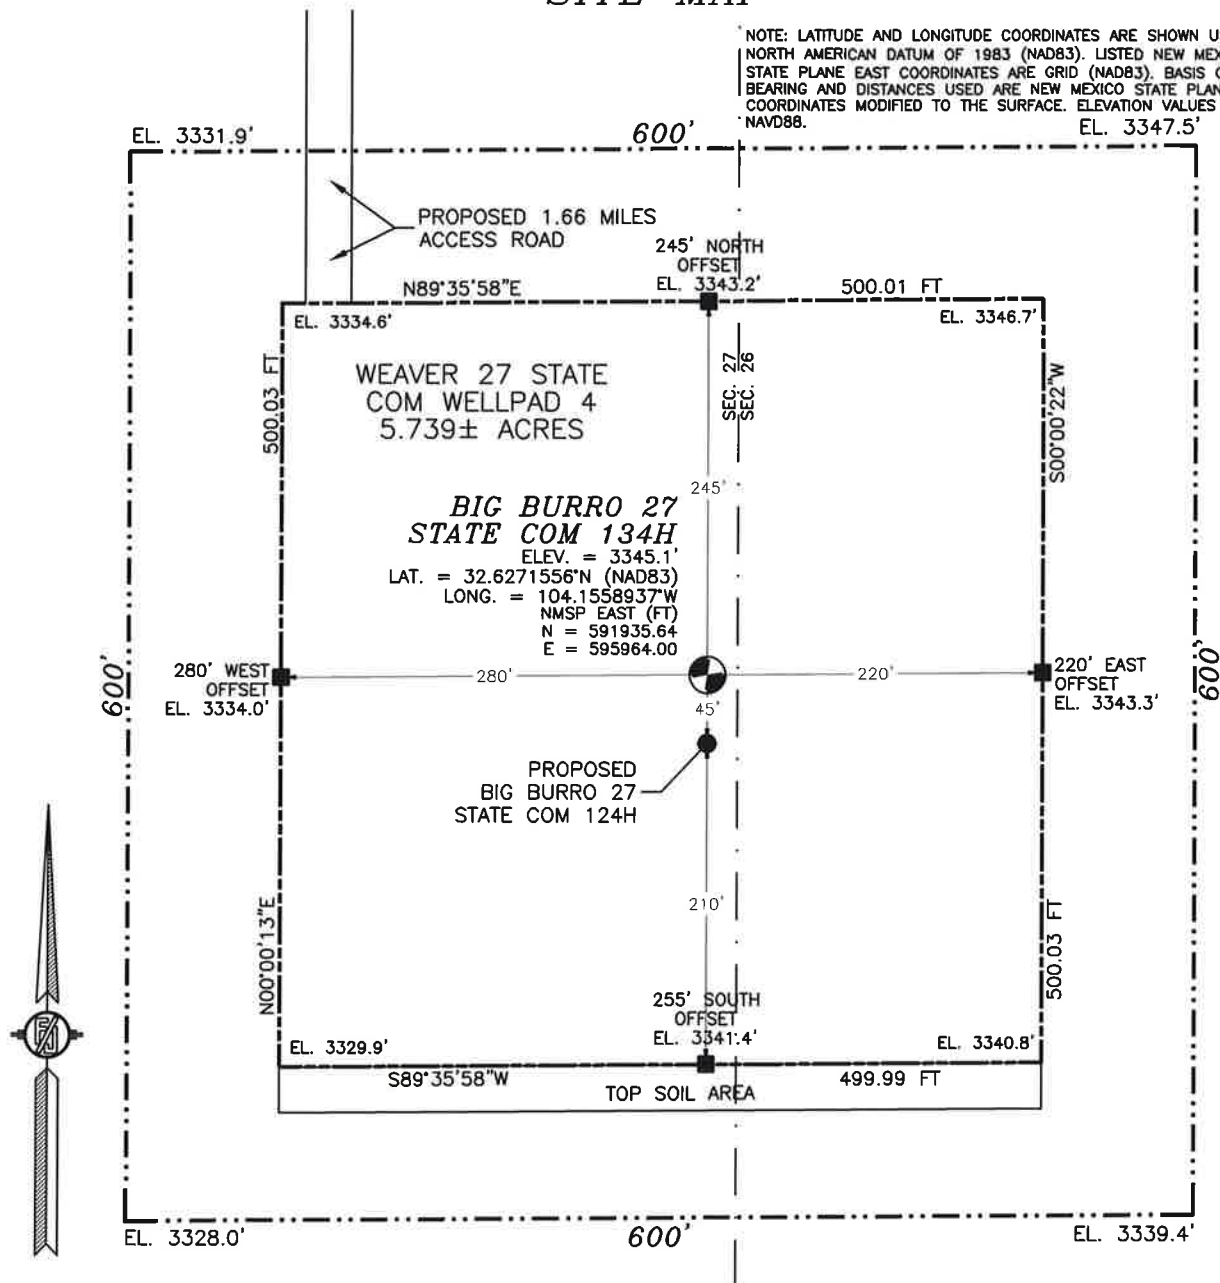 NOTE: LATITUDE AND LONGITUDE COORDINATES ARE SHOWN
NORTH AMERICAN DATUM OF 1983 (NAD83). LISTED NEW
STATE PLANE EAST COORDINATES ARE GRID (NAD83). BASIS
BEARING AND DISTANCES USED ARE NEW MEXICO STATE
COORDINATES MODIFIED TO THE SURFACE. ELEVATION VALUES
NAVD88.
EL. 3331.9'
600'
EL. 3347.5'
PROPOSED 1.66 MILES
ACCESS ROAD
245' NORTH
OFFSET
EL. 3343.2'
N89°35'58"E
500.01 FT
EL. 3334.6'
EL. 3346.7'
500.03 FT
WEAVER 27 STATE
COM WELLPAD 4
5.739± ACRES
SEC. 27
SEC. 26
S00°00'22"W
245'
BIG BURRO 27
STATE COM 134H
ELEV. = 3345.1'
LAT. = 32.6271556°N (NAD83)
LONG. = 104.1558937°W
NMSP EAST (FT)
N = 591935.64
E = 595964.00
600'
280' WEST
OFFSET
EL. 3334.0'
280'
220'
220' EAST
OFFSET
EL. 3343.3'
600'
45'
PROPOSED
BIG BURRO 27
STATE COM 124H
210'
N00°00'13"E
500.03 FT
255' SOUTH
OFFSET
EL. 3341.4'
EL. 3329.9'
EL. 3340.8'
S89°35'58"W
499.99 FT
TOP SOIL AREA
EL. 3328.0'
600'
EL. 3339.4'